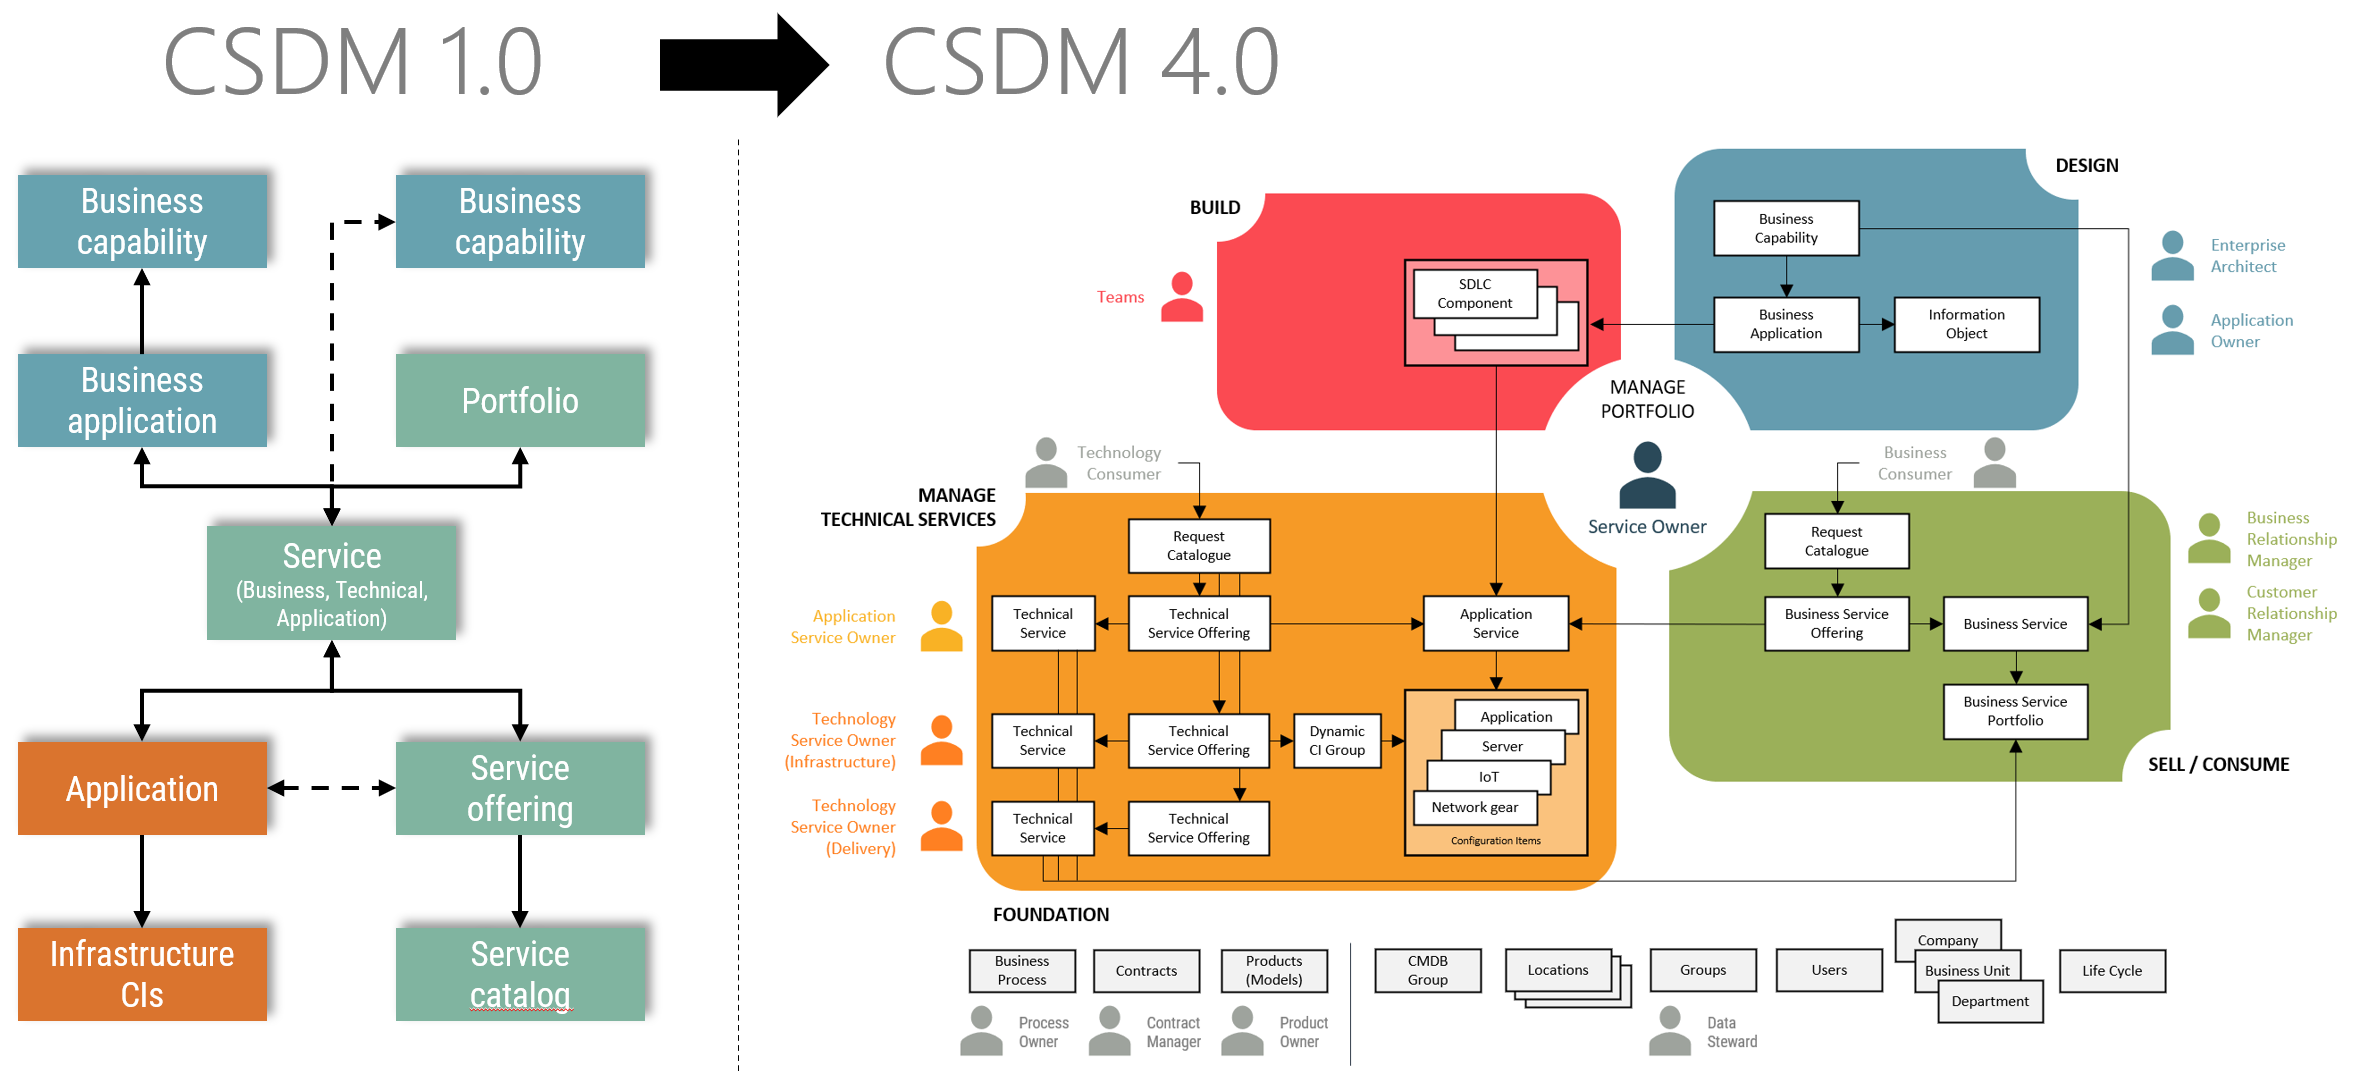 CSDM 1.0
CSDM 4.0
Business
capability
Business
capability
Business
application
Portfolio
Service
(Business, Technical,
Application)
Application
Service
offering
Infrastructure
CIs
Service
catalog
BUILD
Teams
SDLC
Component
DESIGN
Business
Capability
Business
Application
Information
Object
Enterprise
Architect
Application
Owner
MANAGE
PORTFOLIO
Service Owner
Technology
Consumer
MANAGE
TECHNICAL SERVICES
Request
Catalogue
Application
Service Owner
Technical
Service
Technical
Service Offering
Application
Service
Technology
Service Owner
(Infrastructure)
Technical
Service
Technical
Service Offering
Dynamic
CI Group
Technology
Service Owner
(Delivery)
Technical
Service
Technical
Service Offering
Application
Server
IoT
Network gear
Configuration Items
Business
Consumer
Request
Catalogue
Business Service
Offering
Business Service
Business Service
Portfolio
Business
Relationship
Manager
Customer
Relationship
Manager
SELL / CONSUME
FOUNDATION
Business
Process
Contracts
Products
(Models)
CMDB
Group
Locations
Groups
Users
Company
Business Unit
Department
Life Cycle
Process
Owner
Contract
Manager
Product
Owner
Data
Steward